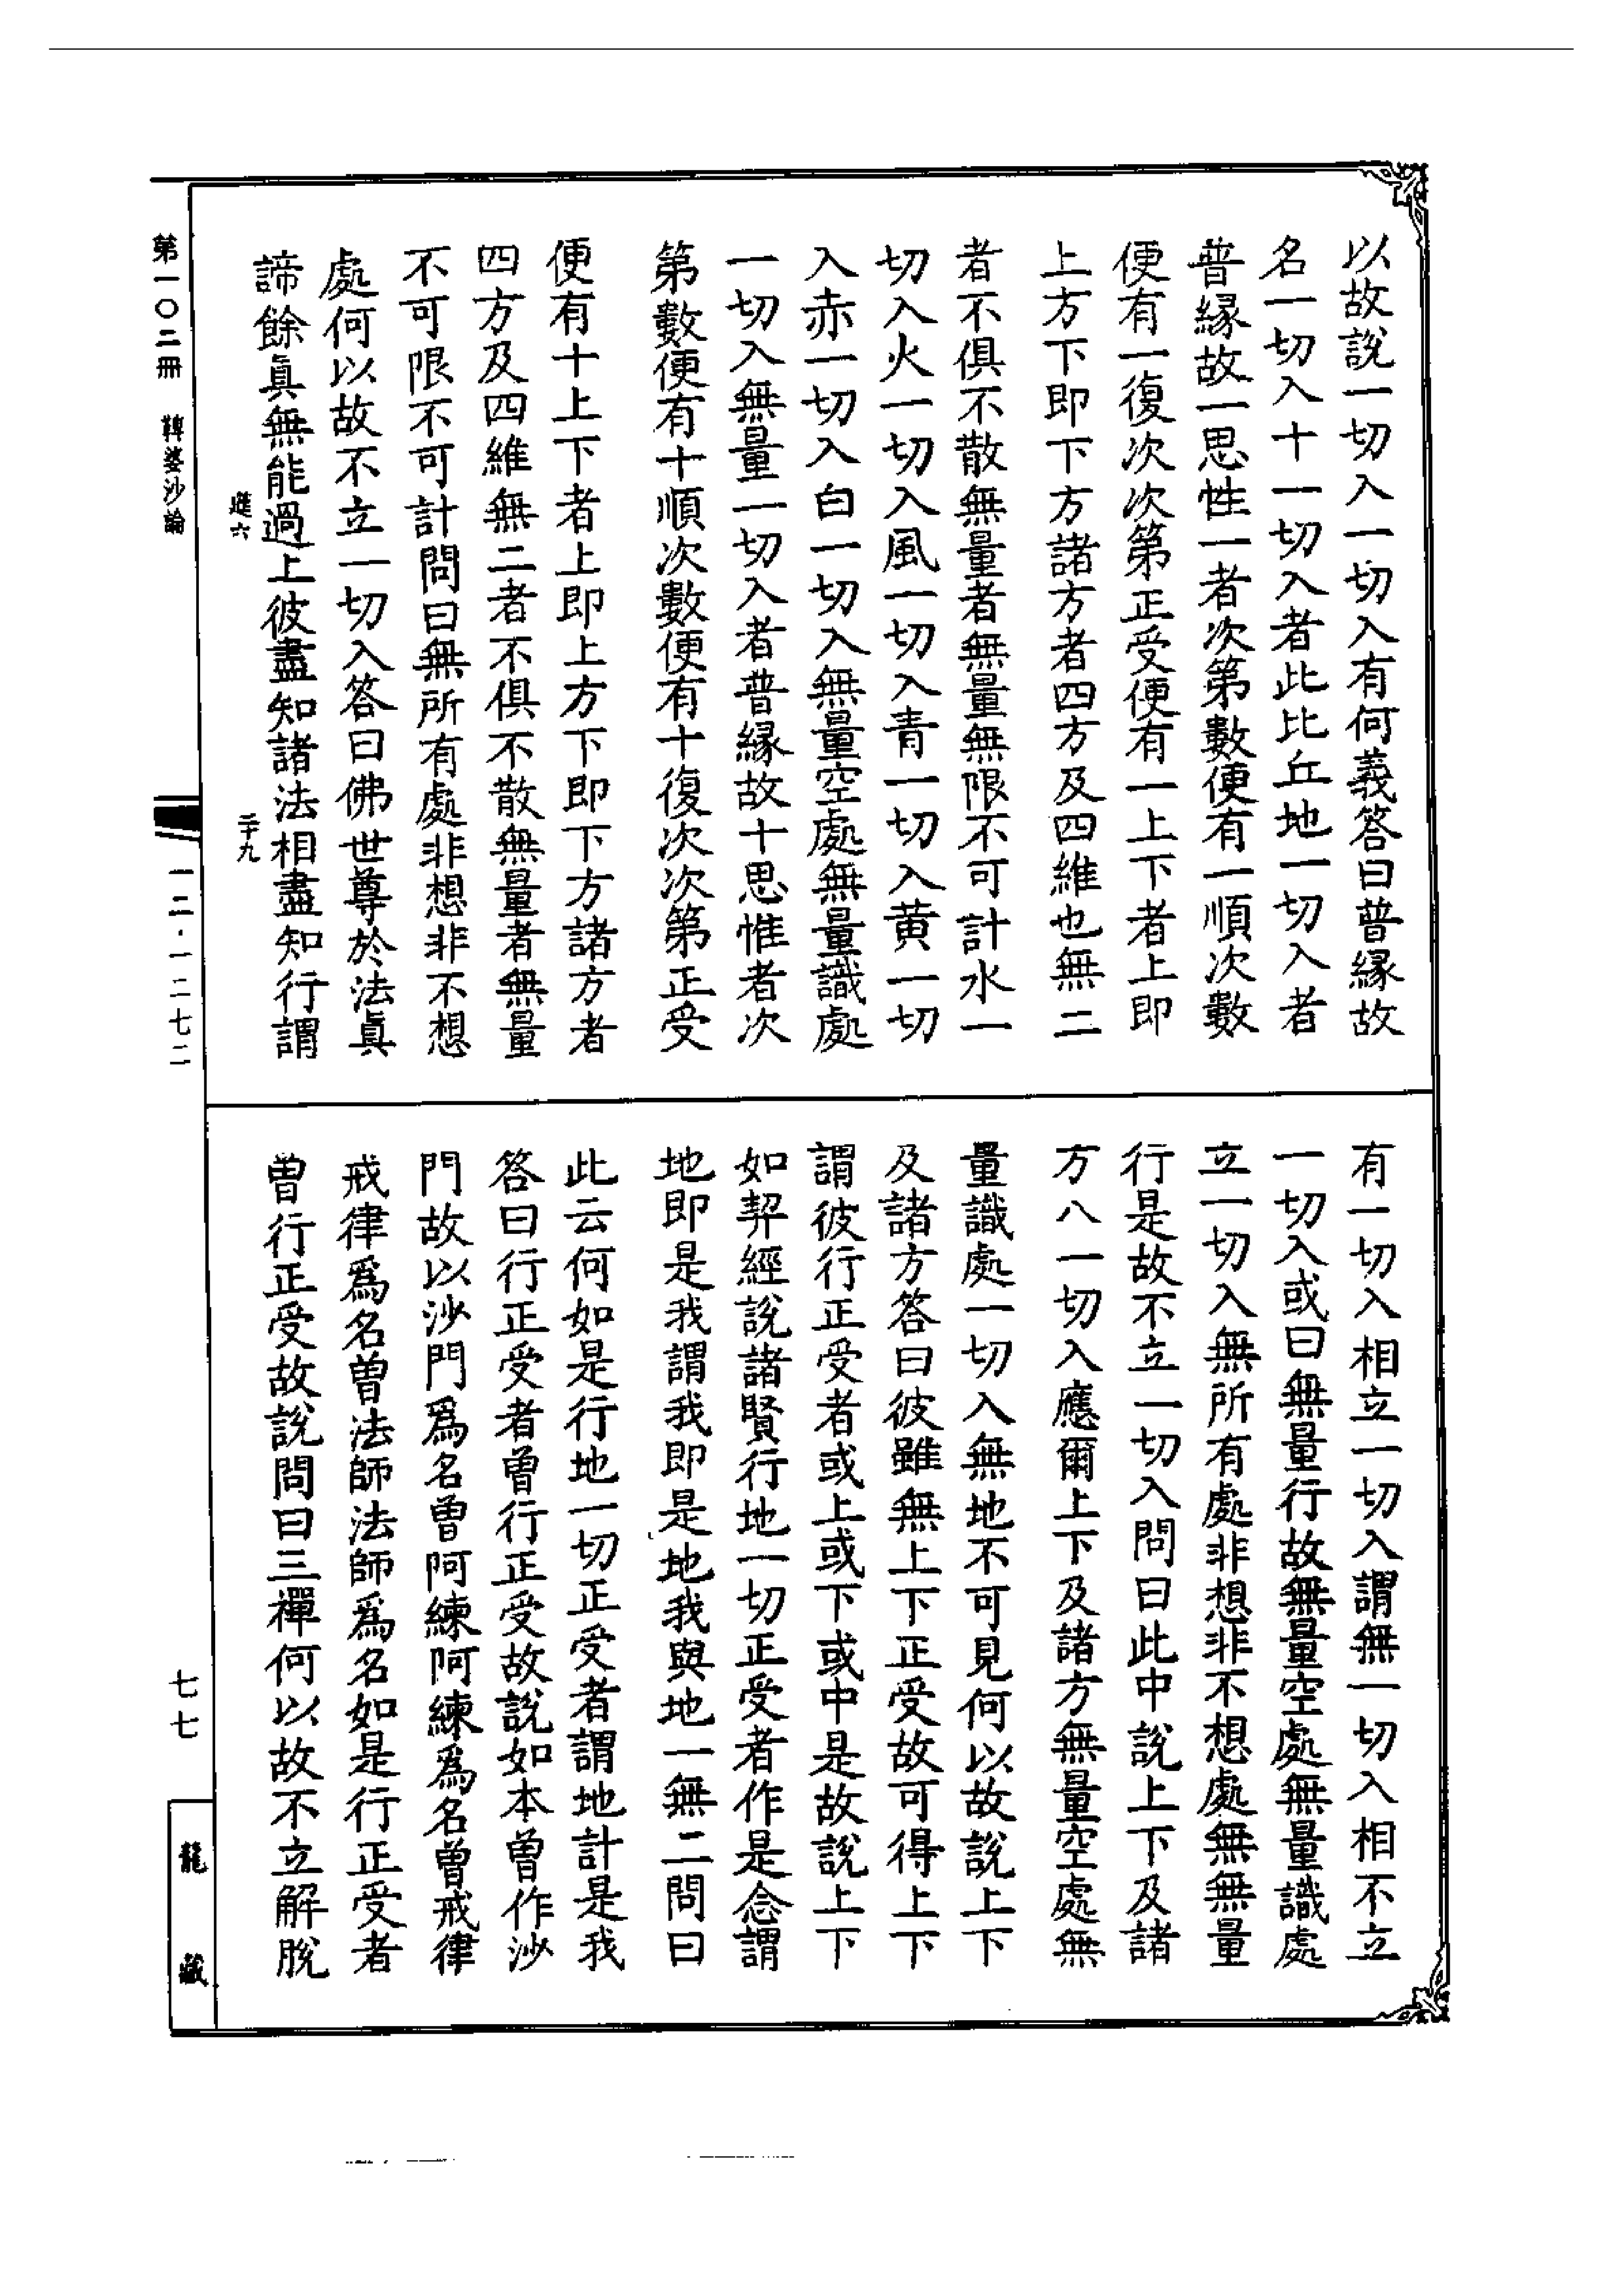 以故說一切入一切入有何義答曰普緣故
名一切入十一切入者此比丘地一切入者
普緣故一思性一者次第數便有一順次數
便有一復次次第正受便有一上下者上即
上方下即下方諸方者四方及四維也無二
者不俱不散無量者無量無限不可計水一
切入火一切入風一切入青一切入黃一切
入赤一切入白一切入無量空處無量識處
一切入無量一切入者普緣故十思惟者次
第數便有十順次數便有十復次次第正受
便有十上下者上即上方下即下方諸方者
四方及四維無二者不俱不散無量者無量
不可限不可計問曰無所有處非想非不想
處何以故不立一切入答曰佛世尊於法眞
諦餘眞無能過上彼盡知諸法相盡知行謂
有一切入相立一切入謂無一切入相不立
一切入或曰無量行故無量空處無量識處
立一切入無所有處非想非不想處無無量
行是故不立一切入問曰此中說上下及諸
方八一切入應爾上下及諸方無量空處無
量識處一切入無地不可見何以故說上下
及諸方答曰彼雖無上下正受故可得上下
謂彼行正受者或上或下或中是故說上下
如契經說諸賢行地一切正受者作是念謂
地即是我謂我即是地我與地一無二問曰
此云何如是行地一切正受者謂地計是我
答曰行正受者曾行正受故說如本曾作沙
門故以沙門爲名曾阿練阿練爲名曾戒律
戒律爲名曾法師法師爲名如是行正受者
曾行正受故說問曰三禪何以故不立解脫
二十九
第一〇二冊　鞞婆沙論
一二·一二七二
七七
龍藏